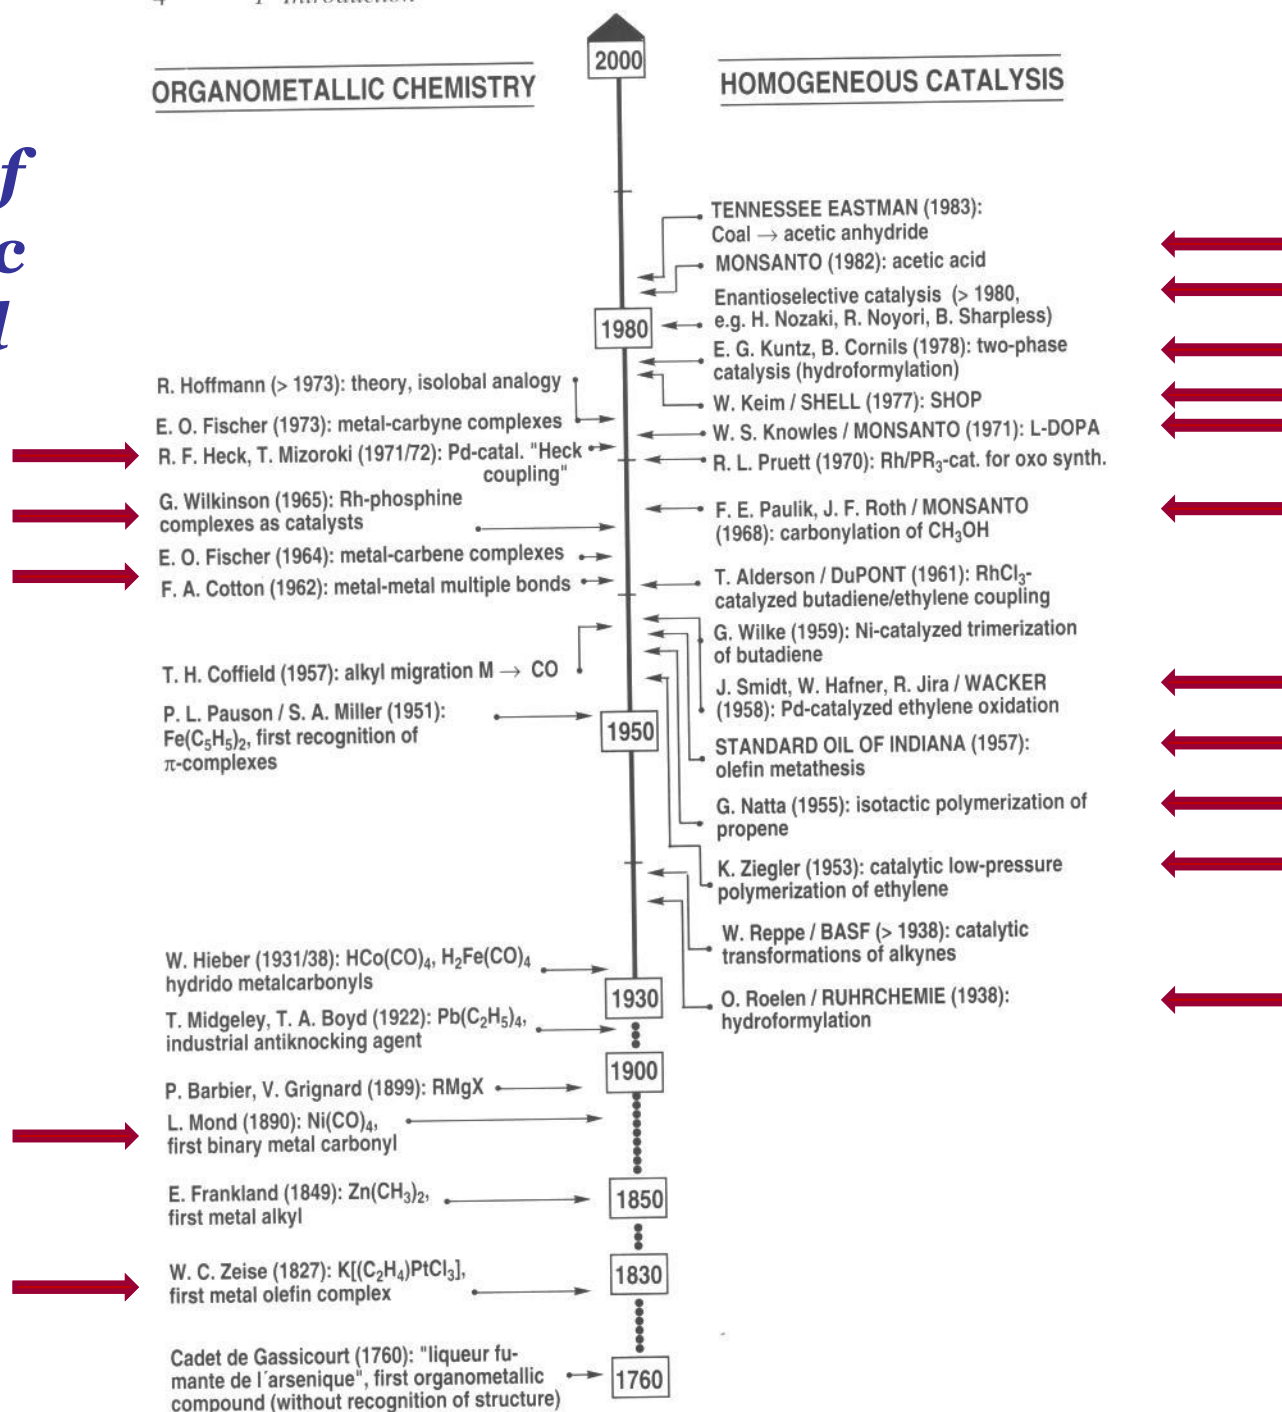 4 1 Introduction
f
c
l
2000
ORGANOMETALLIC CHEMISTRY
HOMOGENEOUS CATALYSIS
TENNESSEE EASTMAN (1983):
Coal → acetic anhydride
MONSANTO (1982): acetic acid
Enantioselective catalysis (> 1980,
e.g. H. Nozaki, R. Noyori, B. Sharpless)
1980
E. G. Kuntz, B. Cornils (1978): two-phase
catalysis (hydroformylation)
W. Keim / SHELL (1977): SHOP
W. S. Knowles / MONSANTO (1971): L-DOPA
R. L. Pruett (1970): Rh/PR₃-cat. for oxo synth.
F. E. Paulik, J. F. Roth / MONSANTO
(1968): carbonylation of CH₃OH
T. Alderson / DuPONT (1961): RhCl₃-
catalyzed butadiene/ethylene coupling
G. Wilke (1959): Ni-catalyzed trimerization
of butadiene
J. Smidt, W. Hafner, R. Jira / WACKER
(1958): Pd-catalyzed ethylene oxidation
STANDARD OIL OF INDIANA (1957):
olefin metathesis
G. Natta (1955): isotactic polymerization of
propene
K. Ziegler (1953): catalytic low-pressure
polymerization of ethylene
W. Reppe / BASF (> 1938): catalytic
transformations of alkynes
O. Roelen / RUHRCHEMIE (1938):
hydroformylation
R. Hoffmann (> 1973): theory, isolobal analogy
E. O. Fischer (1973): metal-carbyne complexes
R. F. Heck, T. Mizoroki (1971/72): Pd-catal. "Heck
coupling"
G. Wilkinson (1965): Rh-phosphine
complexes as catalysts
E. O. Fischer (1964): metal-carbene complexes
F. A. Cotton (1962): metal-metal multiple bonds
T. H. Coffield (1957): alkyl migration M → CO
P. L. Pauson / S. A. Miller (1951):
Fe(C₅H₅)₂, first recognition of
π-complexes
1950
W. Hieber (1931/38): HCo(CO)₄, H₂Fe(CO)₄
hydrido metalcarbonyls
1930
T. Midgeley, T. A. Boyd (1922): Pb(C₂H₅)₄,
industrial antiknocking agent
1900
P. Barbier, V. Grignard (1899): RMgX
L. Mond (1890): Ni(CO)₄,
first binary metal carbonyl
E. Frankland (1849): Zn(CH₃)₂,
first metal alkyl
1850
W. C. Zeise (1827): K[(C₂H₄)PtCl₃],
first metal olefin complex
1830
Cadet de Gassicourt (1760): "liqueur fu-
mante de l´arsenique", first organometallic
compound (without recognition of structure)
1760